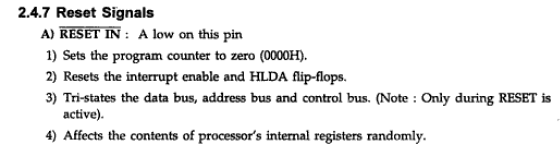 2.4.7 Reset Signals
A) RESET IN : A low on this pin
1) Sets the program counter to zero (0000H).
2) Resets the interrupt enable and HLDA flip-flops.
3) Tri-states the data bus, address bus and control bus. (Note : Only during RESET is
active).
4) Affects the contents of processor's internal registers randomly.